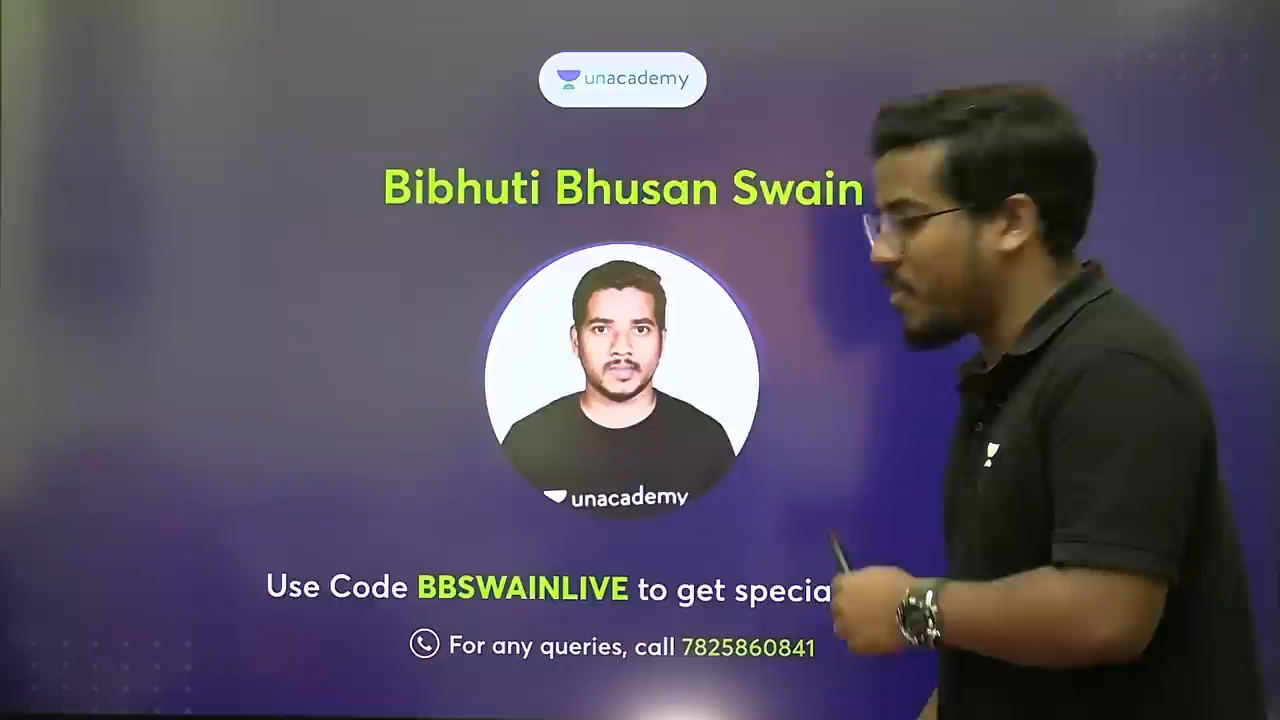 unacademy
Bibhuti Bhusan Swain
unacademy
Use Code BBSWAINLIVE to get specia
For any queries, call 7825860841